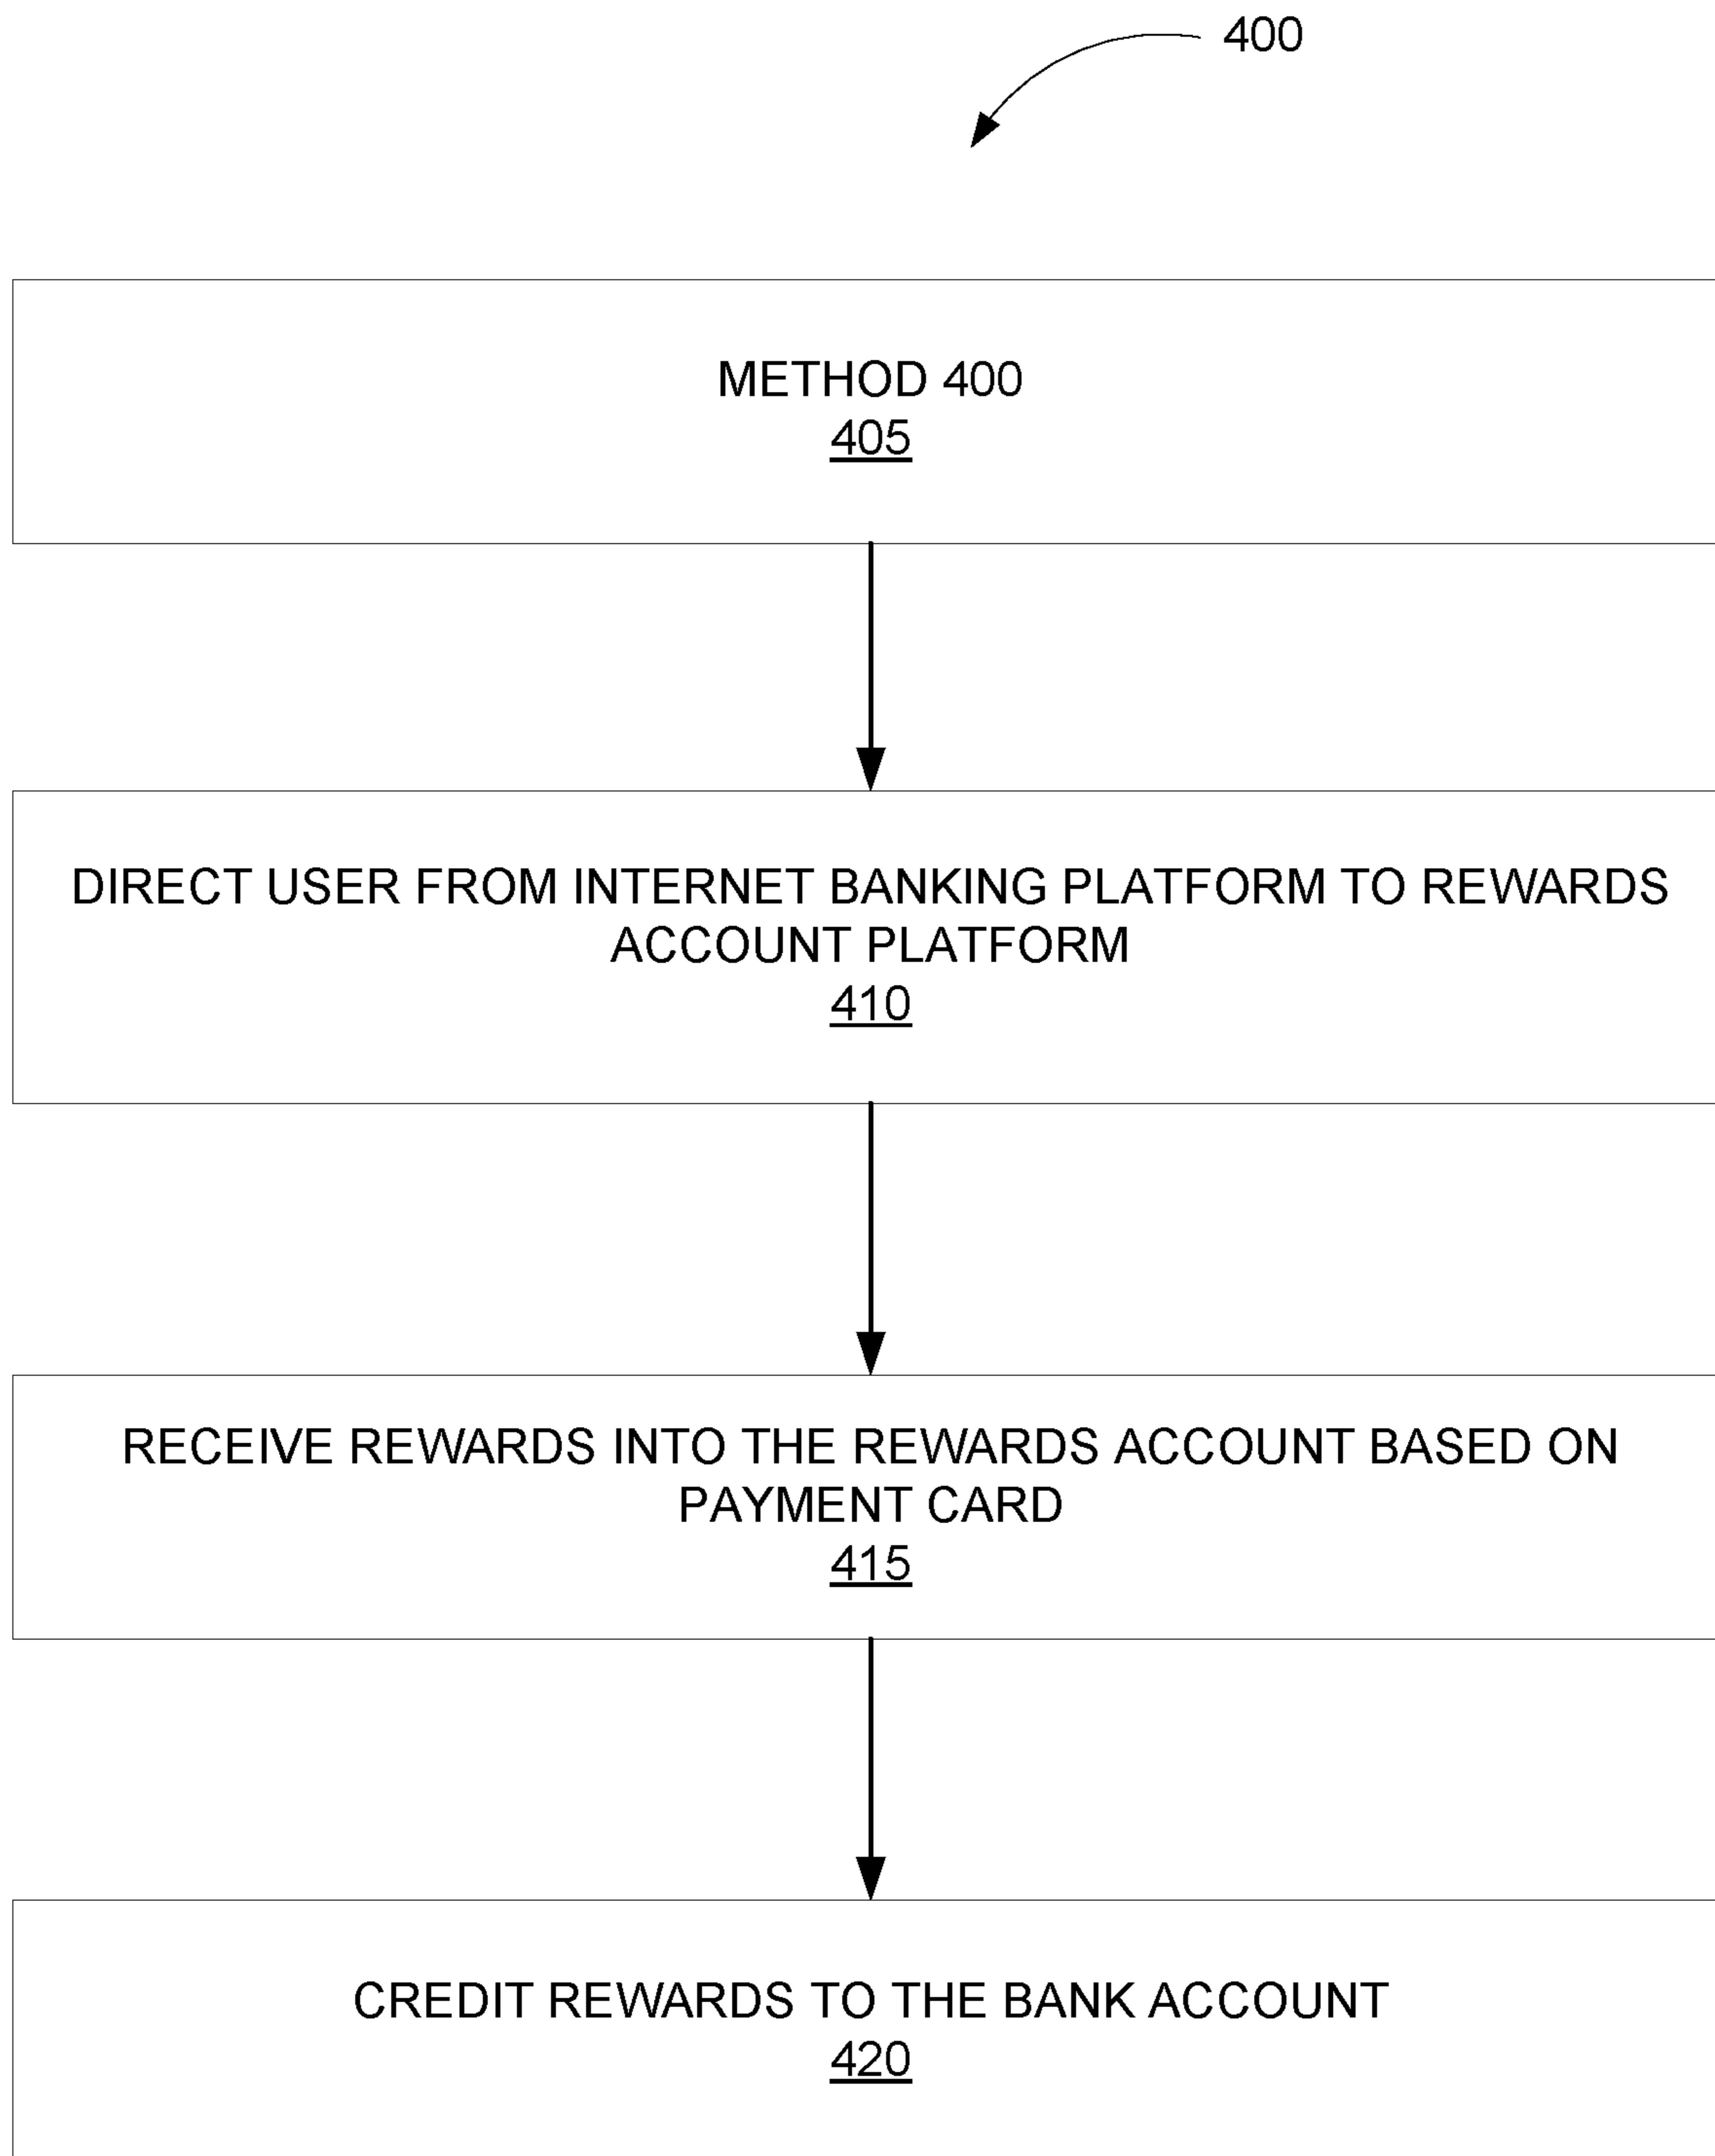 400
METHOD 400
405
DIRECT USER FROM INTERNET BANKING PLATFORM TO REWARDS
ACCOUNT PLATFORM
410
RECEIVE REWARDS INTO THE REWARDS ACCOUNT BASED ON
PAYMENT CARD
415
CREDIT REWARDS TO THE BANK ACCOUNT
420